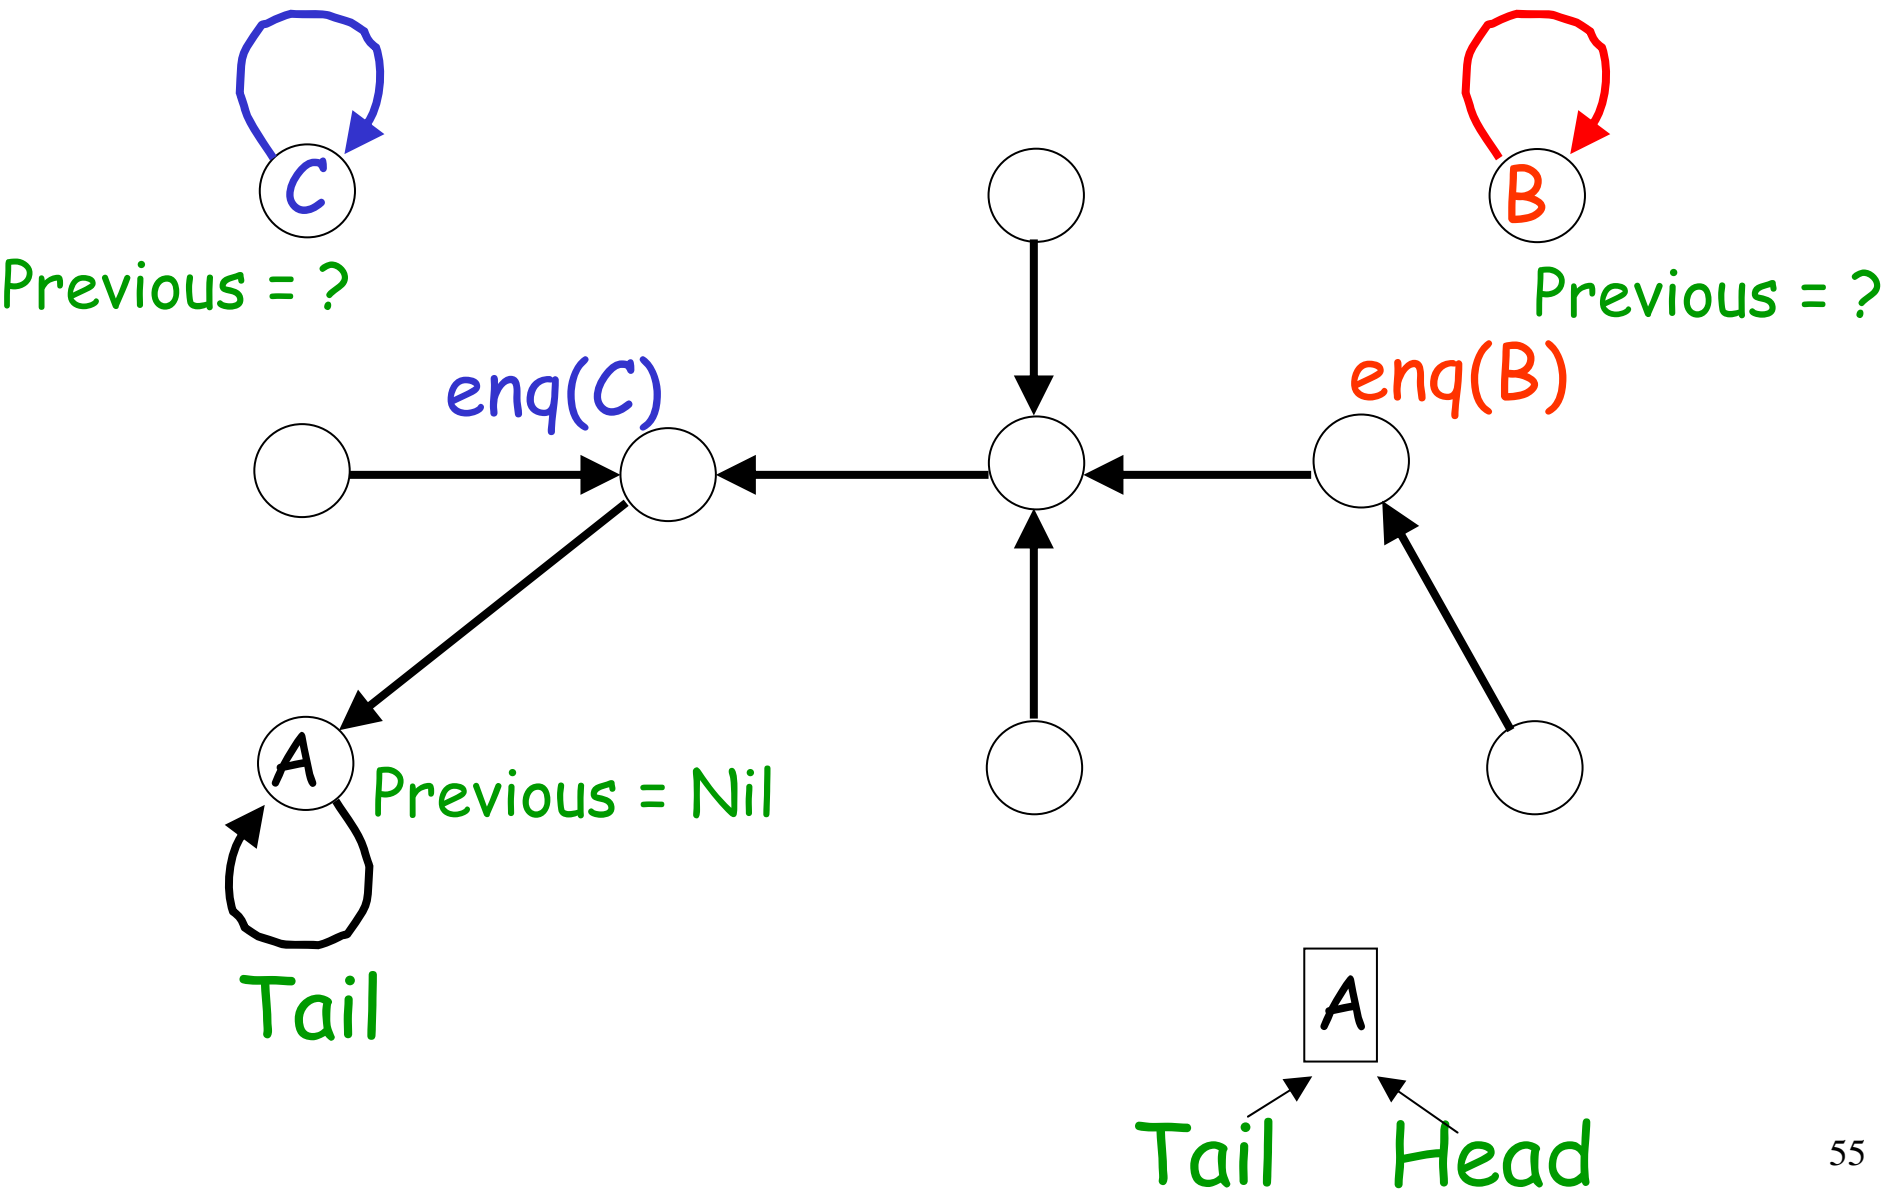 C
B
Previous = ?
Previous = ?
enq(C)
enq(B)
A
Previous = Nil
Tail
A
Tail
Head
55